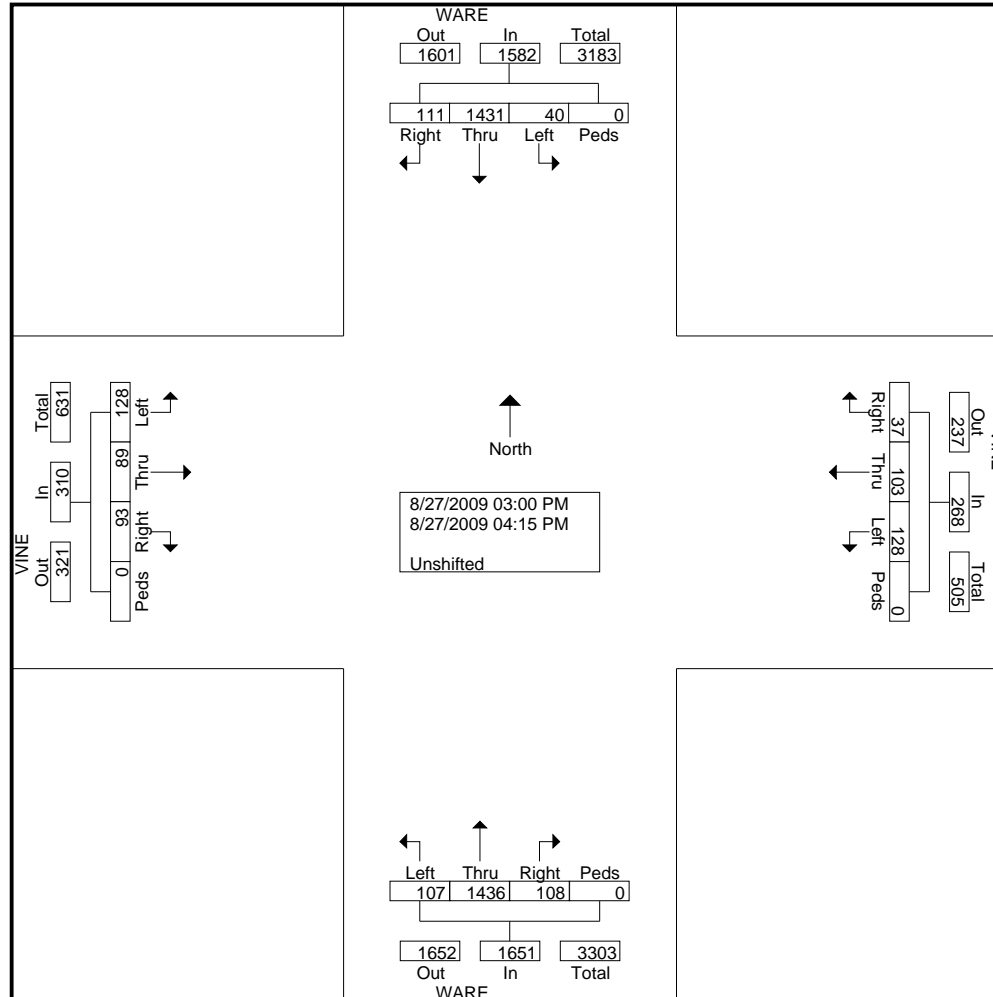 WARE
Out In Total
1601 1582 3183
111 1431 40 0
Right Thru Left Peds
VINE
Total In Out
631 310 321
128 89 93 0
Left Thru Right Peds
North
8/27/2009 03:00 PM
8/27/2009 04:15 PM
Unshifted
Right Thru Left Peds
37 103 128 0
Out In Total
237 268 505
Left Thru Right Peds
107 1436 108 0
1652 1651 3303
Out In Total
WARE